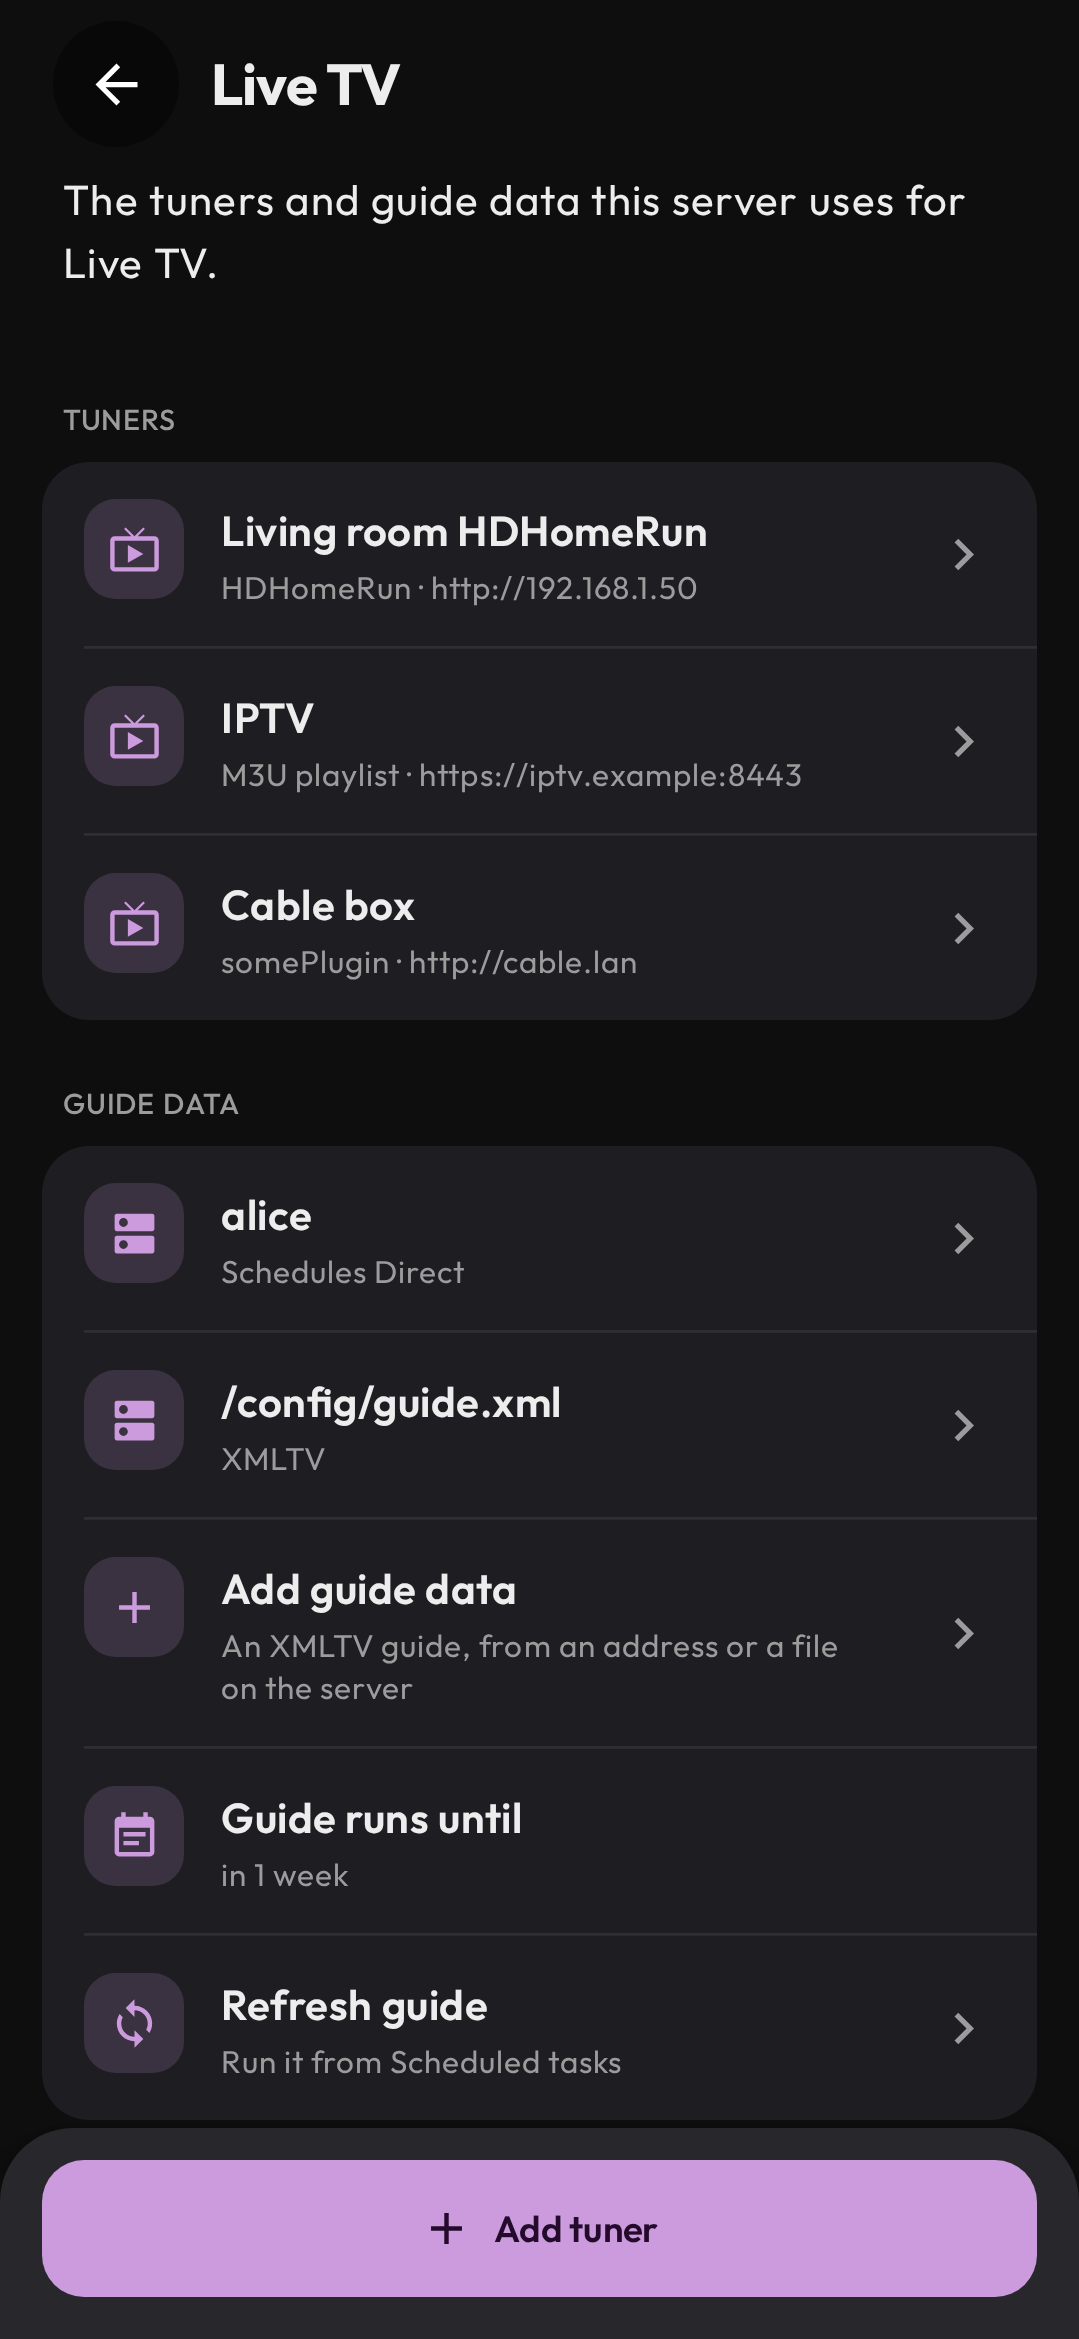 Live TV
The tuners and guide data this server uses for
Live TV.
TUNERS
Living room HDHomeRun
HDHomeRun · http://192.168.1.50
IPTV
M3U playlist · https://iptv.example:8443
Cable box
somePlugin · http://cable.lan
GUIDE DATA
alice
Schedules Direct
/config/guide.xml
XMLTV
Add guide data
An XMLTV guide, from an address or a file
on the server
Guide runs until
in 1 week
Refresh guide
Run it from Scheduled tasks
Add tuner